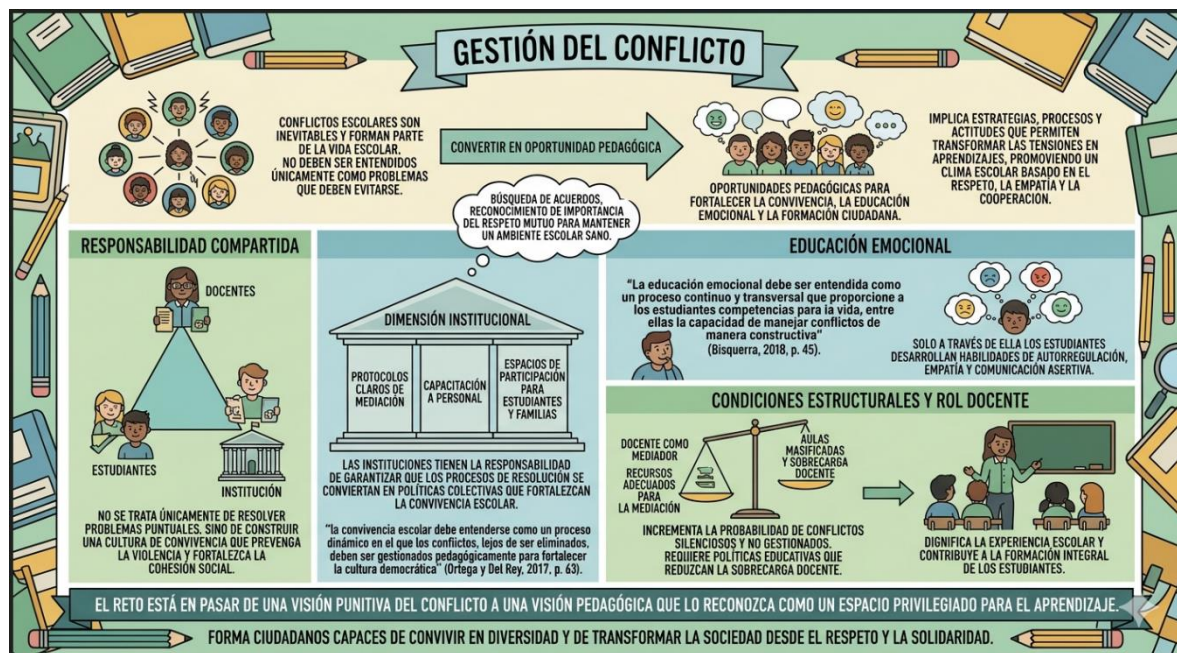 GESTIÓN DEL CONFLICTO
CONFLICTOS ESCOLARES SON
INEVITABLES Y FORMAN PARTE
DE LA VIDA ESCOLAR.
NO DEBEN SER ENTENDIDOS
ÚNICAMENTE COMO PROBLEMAS
QUE DEBEN EVITARSE.
CONVERTIR EN OPORTUNIDAD PEDAGÓGICA
OPORTUNIDADES PEDAGÓGICAS PARA
FORTALECER LA CONVIVENCIA, LA EDUCACIÓN
EMOCIONAL Y LA FORMACIÓN CIUDADANA.
IMPLICA ESTRATEGIAS, PROCESOS Y
ACTITUDES QUE PERMITEN
TRANSFORMAR LAS TENSIONES EN
APRENDIZAJES, PROMOVIENDO UN
CLIMA ESCOLAR BASADO EN EL
RESPETO, LA EMPATÍA Y LA
COOPERACIÓN.
RESPONSABILIDAD COMPARTIDA
DOCENTES
ESTUDIANTES
INSTITUCIÓN
NO SE TRATA ÚNICAMENTE DE RESOLVER
PROBLEMAS PUNTUALES. SINO DE CONSTRUIR
UNA CULTURA DE CONVIVENCIA QUE PREVENGA
LA VIOLENCIA Y FORTALEZCA LA
COHESIÓN SOCIAL.
BÚSQUEDA DE ACUERDOS,
RECONOCIMIENTO DE IMPORTANCIA
DEL RESPETO MUTUO PARA MANTENER
UN AMBIENTE ESCOLAR SANO.
DIMENSIÓN INSTITUCIONAL
PROTOCOLOS
CLAROS DE
MEDIACIÓN
CAPACITACIÓN
A PERSONAL
ESPACIOS DE
PARTICIPACIÓN
PARA
ESTUDIANTES
Y FAMILIAS
LAS INSTITUCIONES TIENEN LA RESPONSABILIDAD
DE GARANTIZAR QUE LOS PROCESOS DE RESOLUCIÓN SE
CONVIERTAN EN POLÍTICAS COLECTIVAS QUE FORTALEZCAN
LA CONVIVENCIA ESCOLAR.
"la convivencia escolar debe entenderse como un proceso
dinámico en el que los conflictos, lejos de ser eliminados,
deben ser gestionados pedagógicamente para fortalecer
la cultura democrática" (Ortega y Del Rey, 2017, p. 63).
EDUCACIÓN EMOCIONAL
"La educación emocional debe ser entendida como
un proceso continuo y transversal que proporcione a
los estudiantes competencias para la vida, entre
ellas la capacidad de manejar conflictos de
manera constructiva"
(Bisquerra, 2018, p. 45).
SOLO A TRAVÉS DE ELLA LOS ESTUDIANTES
DESARROLLAN HABILIDADES DE AUTORREGULACIÓN,
EMPATÍA Y COMUNICACIÓN ASERTIVA.
CONDICIONES ESTRUCTURALES Y ROL DOCENTE
DOCENTE COMO
MEDIADOR
RECURSOS
ADECUADOS
PARA LA
MEDIACIÓN
AULAS
MASIFICADAS
Y SOBRECARGA
DOCENTE
INCREMENTA LA PROBABILIDAD DE CONFLICTOS
SILENCIOSOS Y NO GESTIONADOS.
REQUIERE POLÍTICAS EDUCATIVAS QUE
REDUZCAN LA SOBRECARGA DOCENTE.
DIGNIFICA LA EXPERIENCIA ESCOLAR Y
CONTRIBUYE A LA FORMACIÓN INTEGRAL
DE LOS ESTUDIANTES.
EL RETO ESTÁ EN PASAR DE UNA VISIÓN PUNITIVA DEL CONFLICTO A UNA VISIÓN PEDAGÓGICA QUE LO RECONOZCA COMO UN ESPACIO PRIVILEGIADO PARA EL APRENDIZAJE.
FORMA CIUDADANOS CAPACES DE CONVIVIR EN DIVERSIDAD Y DE TRANSFORMAR LA SOCIEDAD DESDE EL RESPETO Y LA SOLIDARIDAD.